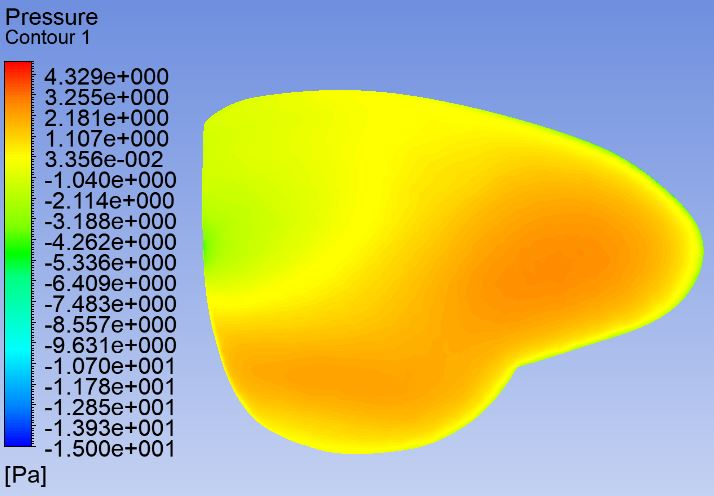 Pressure
Contour 1
4.329e+000
3.255e+000
2.181e+000
1.107e+000
3.356e-002
-1.040e+000
-2.114e+000
-3.188e+000
-4.262e+000
-5.336e+000
-6.409e+000
-7.483e+000
-8.557e+000
-9.631e+000
-1.070e+001
-1.178e+001
-1.285e+001
-1.393e+001
-1.500e+001
[Pa]